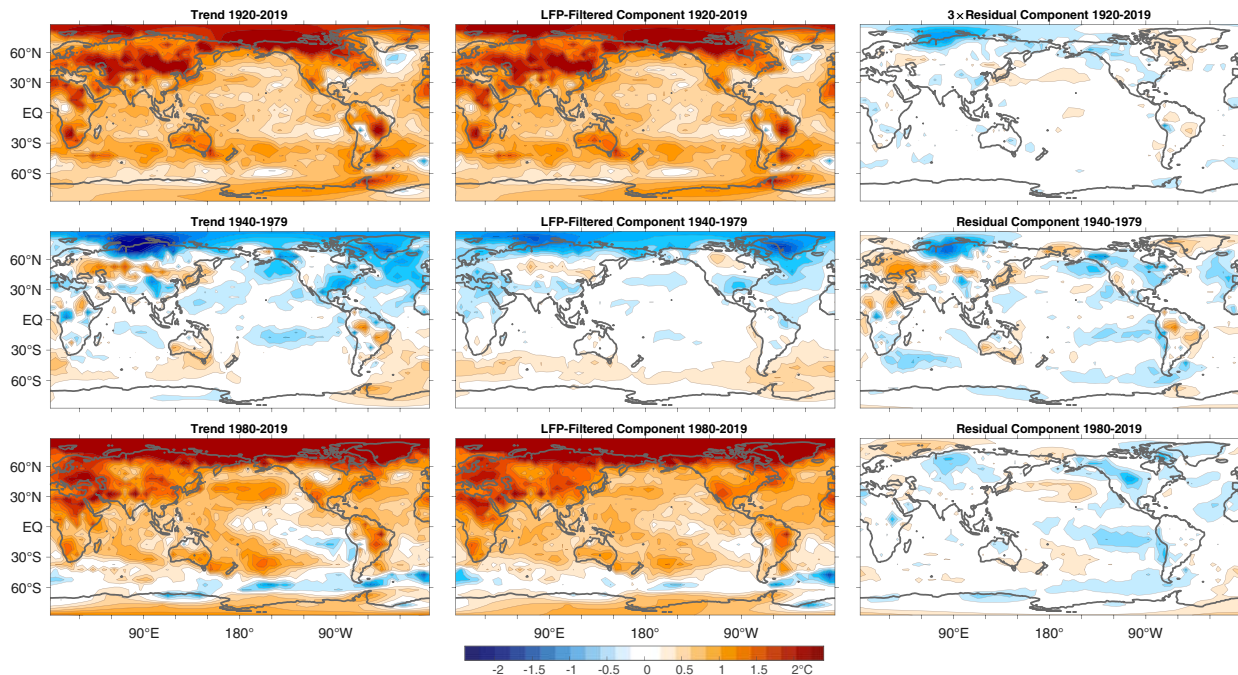 Trend 1920-2019
LFP-Filtered Component 1920-2019
3×Residual Component 1920-2019
60°N
30°N
EQ
30°S
60°S
Trend 1940-1979
LFP-Filtered Component 1940-1979
Residual Component 1940-1979
60°N
30°N
EQ
30°S
60°S
Trend 1980-2019
LFP-Filtered Component 1980-2019
Residual Component 1980-2019
60°N
30°N
EQ
30°S
60°S
90°E 180° 90°W
90°E 180° 90°W
90°E 180° 90°W
-2 -1.5 -1 -0.5 0 0.5 1 1.5 2°C